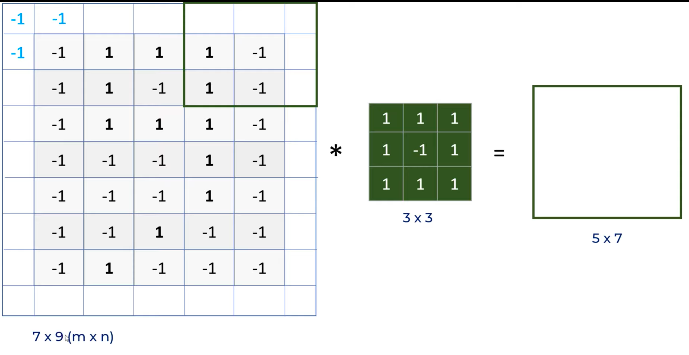 -1 -1
-1 -1 1 1 1 -1
-1 1 -1 1 -1
-1 1 1 1 -1
-1 -1 -1 1 -1
-1 -1 -1 1 -1
-1 -1 1 -1 -1
-1 1 -1 -1 -1
7 x 9 (m x n)
*
1 1 1
1 -1 1
1 1 1
3 x 3
=
5 x 7